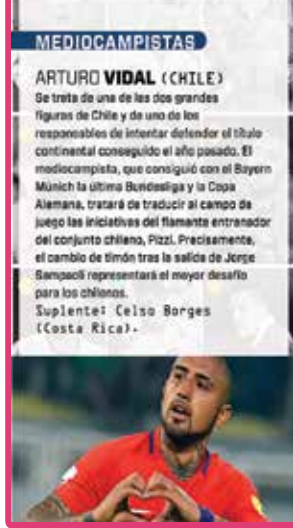 MEDIOCAMPISTAS
ARTURO VIDAL (CHILE)
Se trata de una de las dos grandes
figuras de Chile y de uno de los
responsables de intentar defender el título
continental conseguido el año pasado. El
mediocampista, que consiguió con el Bayern
Múnich la última Bundesliga y la Copa
Alemana, tratará de traducir al campo de
juego las iniciativas del flamante entrenador
del conjunto chileno, Pizzi. Precisamente,
el cambio de timón tras la salida de Jorge
Sampaoli representará el mayor desafío
para los chilenos.
Suplente: Celso Borges
(Costa Rica).